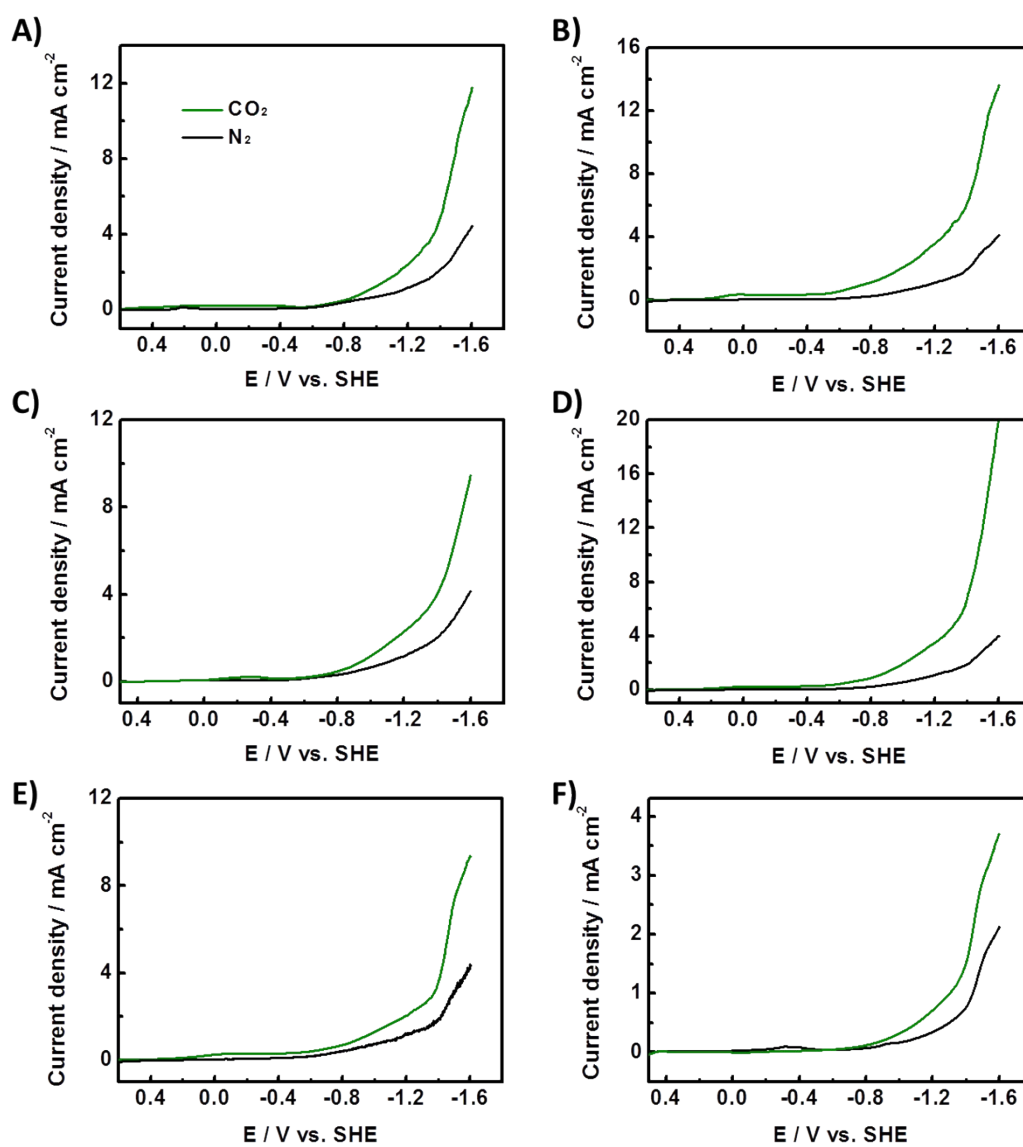 A)
Current density / mA cm⁻²
12
8
4
0
CO₂
N₂
0.4 0.0 -0.4 -0.8 -1.2 -1.6
E / V vs. SHE
B)
Current density / mA cm⁻²
16
12
8
4
0
0.4 0.0 -0.4 -0.8 -1.2 -1.6
E / V vs. SHE
C)
Current density / mA cm⁻²
12
8
4
0
0.4 0.0 -0.4 -0.8 -1.2 -1.6
E / V vs. SHE
D)
Current density / mA cm⁻²
20
16
12
8
4
0
0.4 0.0 -0.4 -0.8 -1.2 -1.6
E / V vs. SHE
E)
Current density / mA cm⁻²
12
8
4
0
0.4 0.0 -0.4 -0.8 -1.2 -1.6
E / V vs. SHE
F)
Current density / mA cm⁻²
4
3
2
1
0
0.4 0.0 -0.4 -0.8 -1.2 -1.6
E / V vs. SHE